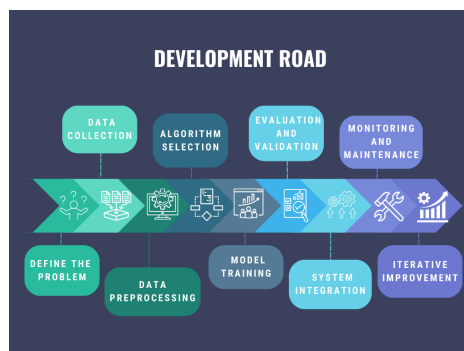 DEVELOPMENT ROAD
DATA
COLLECTION
ALGORITHM
SELECTION
EVALUATION
AND
VALIDATION
MONITORING
AND
MAINTENANCE
DEFINE THE
PROBLEM
DATA
PREPROCESSING
MODEL
TRAINING
SYSTEM
INTEGRATION
ITERATIVE
IMPROVEMENT